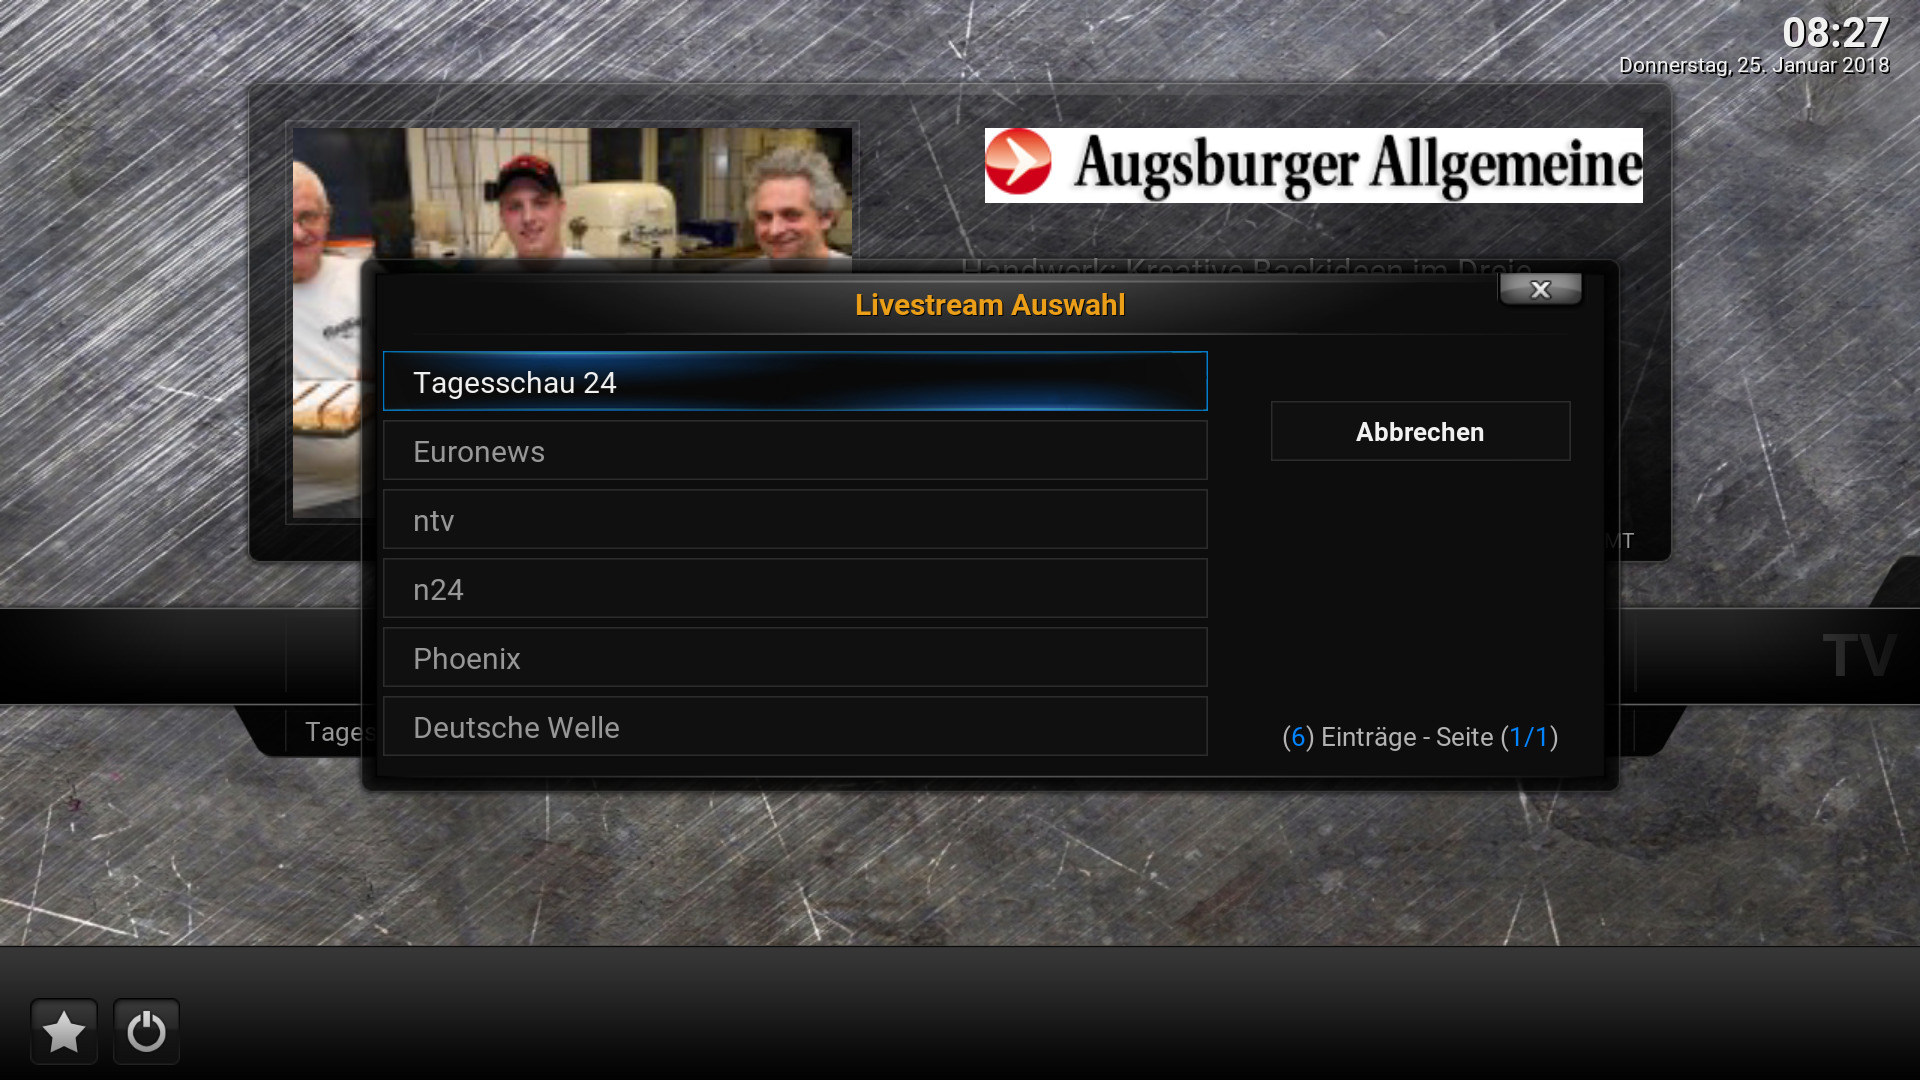 08:27
Donnerstag, 25. Januar 2018
Augsburger Allgemeine
Handwerk: Kreative Backideen im Dreie
Livestream Auswahl
Tagesschau 24
Euronews
ntv
n24
Phoenix
Deutsche Welle
Abbrechen
(6) Einträge - Seite (1/1)
MT
TV
Tages